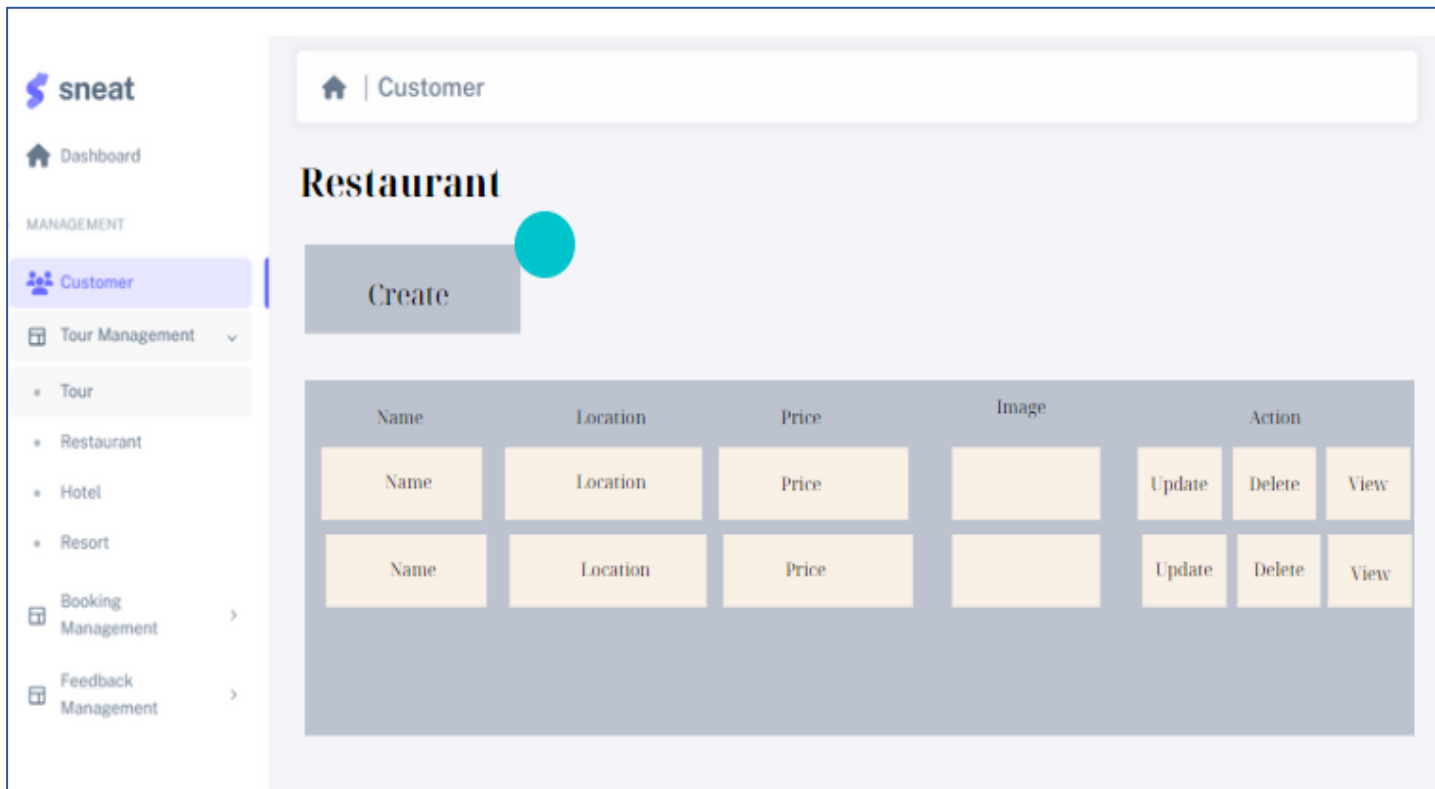 sneat
Dashboard
MANAGEMENT
Customer
Tour Management
Tour
Restaurant
Hotel
Resort
Booking
Management
Feedback
Management
| Customer
Restaurant
Create
Name Location Price Image Action
Name Location Price Update Delete View
Name Location Price Update Delete View